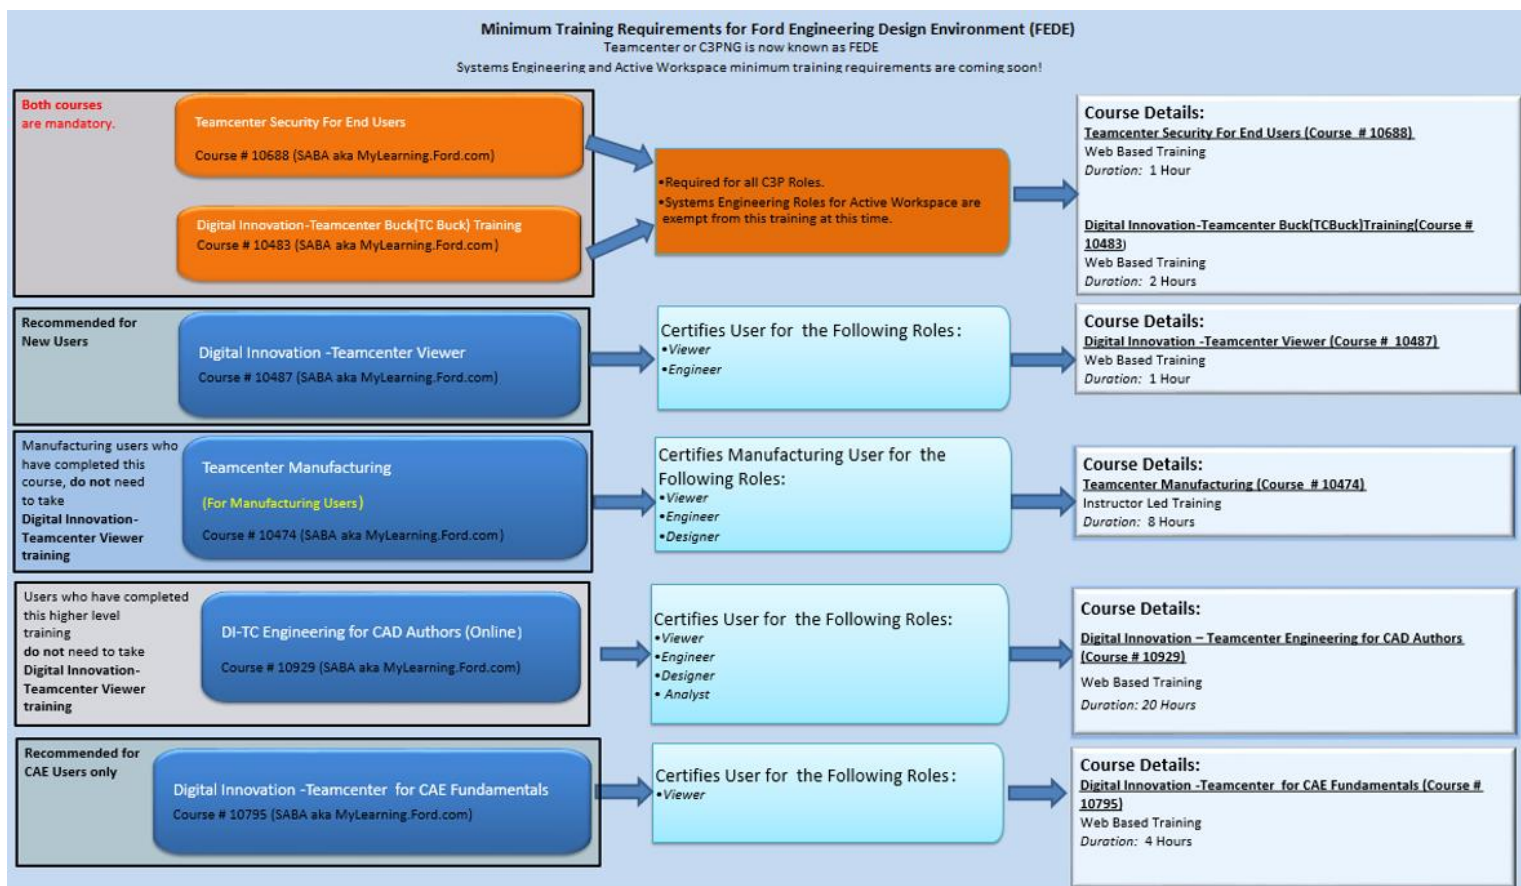 Minimum Training Requirements for Ford Engineering Design Environment (FEDE)
Teamcenter or C3PNG is now known as FEDE
Systems Engineering and Active Workspace minimum training requirements are coming soon!
Both courses
are mandatory.
Teamcenter Security For End Users
Course # 10688 (SABA aka MyLearning.Ford.com)
Digital Innovation-Teamcenter Buck(TC Buck) Training
Course # 10483 (SABA aka MyLearning.Ford.com)
•Required for all C3P Roles.
•Systems Engineering Roles for Active Workspace are
exempt from this training at this time.
Course Details:
Teamcenter Security For End Users (Course # 10688)
Web Based Training
Duration: 1 Hour
Digital Innovation-Teamcenter Buck(TCBuck)Training(Course #
10483)
Web Based Training
Duration: 2 Hours
Recommended for
New Users
Digital Innovation -Teamcenter Viewer
Course # 10487 (SABA aka MyLearning.Ford.com)
Certifies User for the Following Roles:
•Viewer
•Engineer
Course Details:
Digital Innovation -Teamcenter Viewer (Course # 10487)
Web Based Training
Duration: 1 Hour
Manufacturing users who
have completed this
course, do not need
to take
Digital Innovation-
Teamcenter Viewer
training
Teamcenter Manufacturing
(For Manufacturing Users)
Course # 10474 (SABA aka MyLearning.Ford.com)
Certifies Manufacturing User for the
Following Roles:
•Viewer
•Engineer
•Designer
Course Details:
Teamcenter Manufacturing (Course # 10474)
Instructor Led Training
Duration: 8 Hours
Users who have completed
this higher level
training
do not need to take
Digital Innovation-
Teamcenter Viewer
training
DI-TC Engineering for CAD Authors (Online)
Course # 10929 (SABA aka MyLearning.Ford.com)
Certifies User for the Following Roles:
•Viewer
•Engineer
•Designer
• Analyst
Course Details:
Digital Innovation – Teamcenter Engineering for CAD Authors
(Course # 10929)
Web Based Training
Duration: 20 Hours
Recommended for
CAE Users only
Digital Innovation -Teamcenter for CAE Fundamentals
Course # 10795 (SABA aka MyLearning.Ford.com)
Certifies User for the Following Roles:
•Viewer
Course Details:
Digital Innovation -Teamcenter for CAE Fundamentals (Course #
10795)
Web Based Training
Duration: 4 Hours